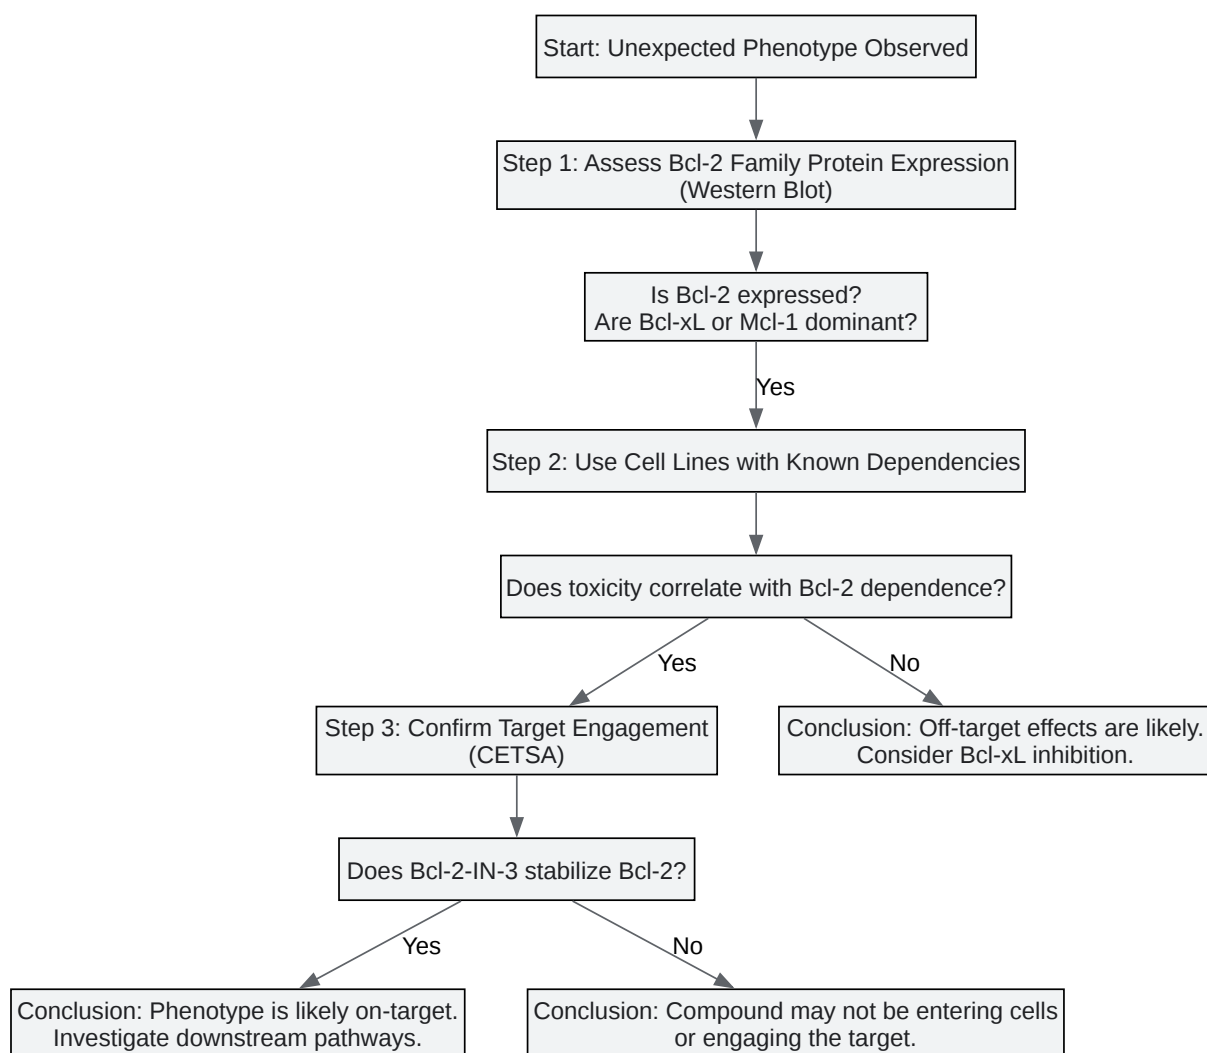 Start: Unexpected Phenotype Observed
Step 1: Assess Bcl-2 Family Protein Expression
(Western Blot)
Is Bcl-2 expressed?
Are Bcl-xL or Mcl-1 dominant?
Yes
Step 2: Use Cell Lines with Known Dependencies
Does toxicity correlate with Bcl-2 dependence?
Yes
No
Step 3: Confirm Target Engagement
(CETSA)
Conclusion: Off-target effects are likely.
Consider Bcl-xL inhibition.
Does Bcl-2-IN-3 stabilize Bcl-2?
Yes
No
Conclusion: Phenotype is likely on-target.
Investigate downstream pathways.
Conclusion: Compound may not be entering cells
or engaging the target.